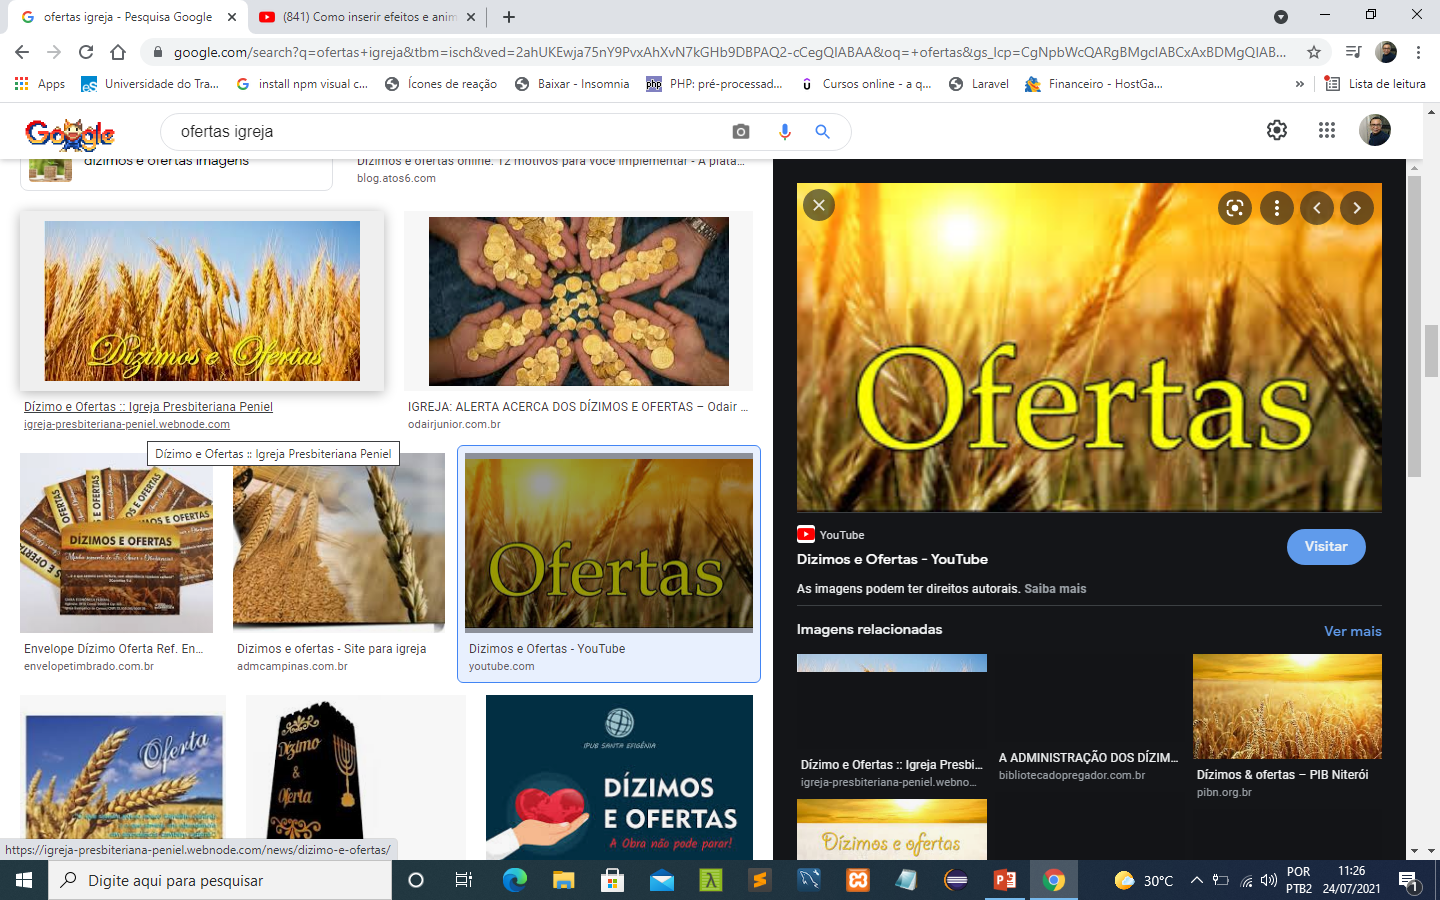 ofertas igreja - Pesquisa Google
(841) Como inserir efeitos e anim
google.com/search?q=ofertas+igreja&tbm=isch&ved=2ahUKEwja75nY9PvxAhXvN7kGHb9DBPAQ2-cCegQIABAA&oq=+ofertas&gs_lcp=CgNpbWcQARgBMgcIABCxAxBDMgQIAB...
Apps
Universidade do Tra...
install npm visual c...
Ícones de reação
Baixar - Insomnia
PHP: pré-processad...
Cursos online - a q...
Laravel
Financeiro - HostGa...
»
Lista de leitura
Google
ofertas igreja
dizimos e ofertas imagens
Dízimos e ofertas online: 12 motivos para você implementar - A plata...
blog.atos6.com
Dízimos e Ofertas
Dízimo e Ofertas :: Igreja Presbiteriana Peniel
igreja-presbiteriana-peniel.webnode.com
IGREJA: ALERTA ACERCA DOS DÍZIMOS E OFERTAS – Odair ...
odairjunior.com.br
Dízimo e Ofertas :: Igreja Presbiteriana Peniel
DÍZIMOS E OFERTAS
Envelope Dízimo Oferta Ref. En...
envelopetimbrado.com.br
Dizimos e ofertas - Site para igreja
admcampinas.com.br
Ofertas
Dizimos e Ofertas - YouTube
youtube.com
Oferta
Dízimo
&
Oferta
IPUB SANTA EFIGÊNIA
DÍZIMOS
E OFERTAS
A Obra não pode parar!
https://igreja-presbiteriana-peniel.webnode.com/news/dizimo-e-ofertas/
Ofertas
YouTube
Dizimos e Ofertas - YouTube
Visitar
As imagens podem ter direitos autorais. Saiba mais
Imagens relacionadas
Ver mais
Dízimo e Ofertas :: Igreja Presbi...
igreja-presbiteriana-peniel.webno...
A ADMINISTRAÇÃO DOS DÍZIM...
bibliotecadopregador.com.br
Dízimos & ofertas – PIB Niterói
pibn.org.br
Dízimos e ofertas
Digite aqui para pesquisar
30°C
POR
PTB2
11:26
24/07/2021
1